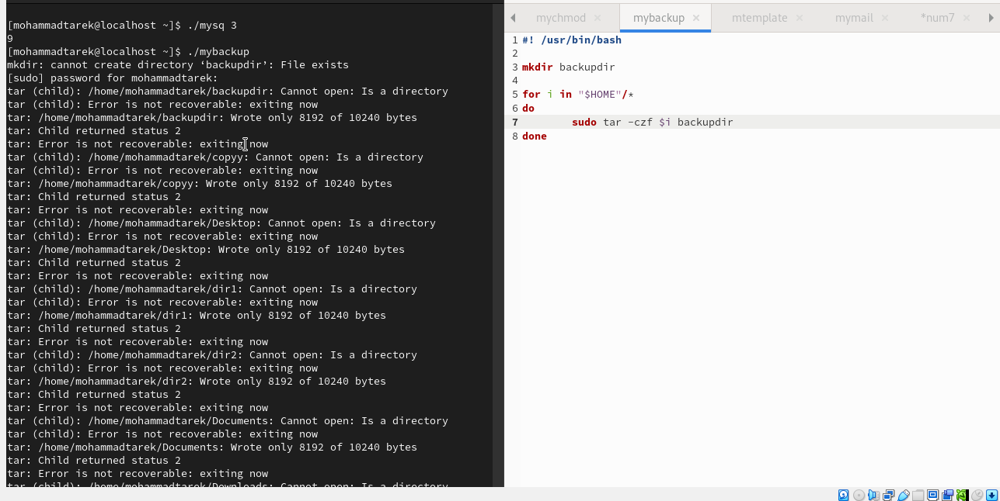 [mohammadtarek@localhost ~]$ ./mysq 3
9
[mohammadtarek@localhost ~]$ ./mybackup
mkdir: cannot create directory ‘backupdir’: File exists
[sudo] password for mohammadtarek:
tar (child): /home/mohammadtarek/backupdir: Cannot open: Is a directory
tar (child): Error is not recoverable: exiting now
tar: /home/mohammadtarek/backupdir: Wrote only 8192 of 10240 bytes
tar: Child returned status 2
tar: Error is not recoverable: exiting now
tar (child): /home/mohammadtarek/copyy: Cannot open: Is a directory
tar (child): Error is not recoverable: exiting now
tar: /home/mohammadtarek/copyy: Wrote only 8192 of 10240 bytes
tar: Child returned status 2
tar: Error is not recoverable: exiting now
tar (child): /home/mohammadtarek/Desktop: Cannot open: Is a directory
tar (child): Error is not recoverable: exiting now
tar: /home/mohammadtarek/Desktop: Wrote only 8192 of 10240 bytes
tar: Child returned status 2
tar: Error is not recoverable: exiting now
tar (child): /home/mohammadtarek/dir1: Cannot open: Is a directory
tar (child): Error is not recoverable: exiting now
tar: /home/mohammadtarek/dir1: Wrote only 8192 of 10240 bytes
tar: Child returned status 2
tar: Error is not recoverable: exiting now
tar (child): /home/mohammadtarek/dir2: Cannot open: Is a directory
tar (child): Error is not recoverable: exiting now
tar: /home/mohammadtarek/dir2: Wrote only 8192 of 10240 bytes
tar: Child returned status 2
tar: Error is not recoverable: exiting now
tar (child): /home/mohammadtarek/Documents: Cannot open: Is a directory
tar (child): Error is not recoverable: exiting now
tar: /home/mohammadtarek/Documents: Wrote only 8192 of 10240 bytes
tar: Child returned status 2
tar: Error is not recoverable: exiting now
tar (child): /home/mohammadtarek/Downloads: Cannot open: Is a directory
mychmod × mybackup × mtemplate × mymail × *num7 ×
1 #! /usr/bin/bash
2
3 mkdir backupdir
4
5 for i in "$HOME"/*
6 do
7         sudo tar -czf $i backupdir
8 done